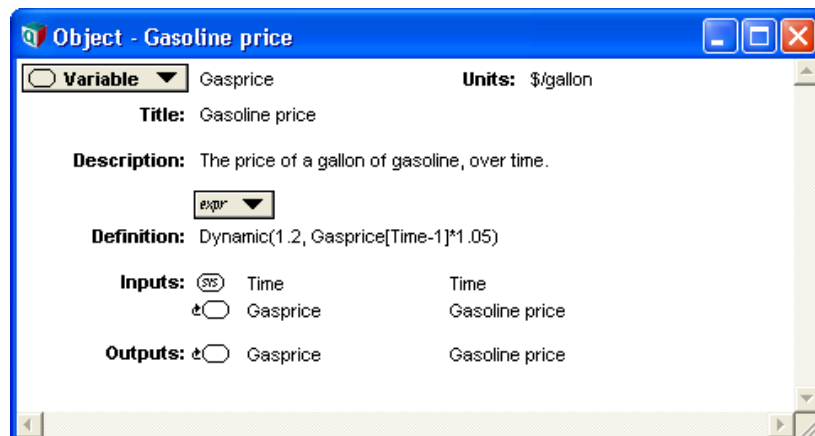 Object - Gasoline price
Variable Gasprice Units: $/gallon
Title: Gasoline price
Description: The price of a gallon of gasoline, over time.
expr
Definition: Dynamic(1.2, Gasprice[Time-1]*1.05)
Inputs: SYS Time Time
Gasprice Gasoline price
Outputs: Gasprice Gasoline price